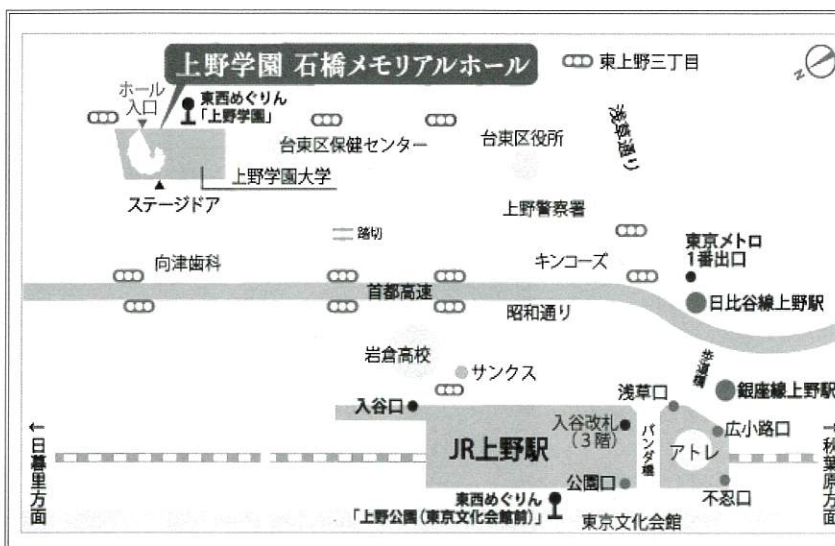 上野学園 石橋メモリアルホール
東上野三丁目
N
ホール
入口
東西めぐりん
「上野学園」
浅草通り
台東区保健センター
台東区役所
上野学園大学
ステージドア
上野警察署
踏切
東京メトロ
1番出口
向津歯科
キンコーズ
首都高速
昭和通り
日比谷線上野駅
岩倉高校
サンクス
歩道橋
銀座線上野駅
入谷口
浅草口
入谷改札
(3階)
パンダ橋
広小路口
アトレ
JR上野駅
←日暮里方面
→秋葉原方面
公園口
不忍口
東西めぐりん
「上野公園(東京文化会館前)」
東京文化会館